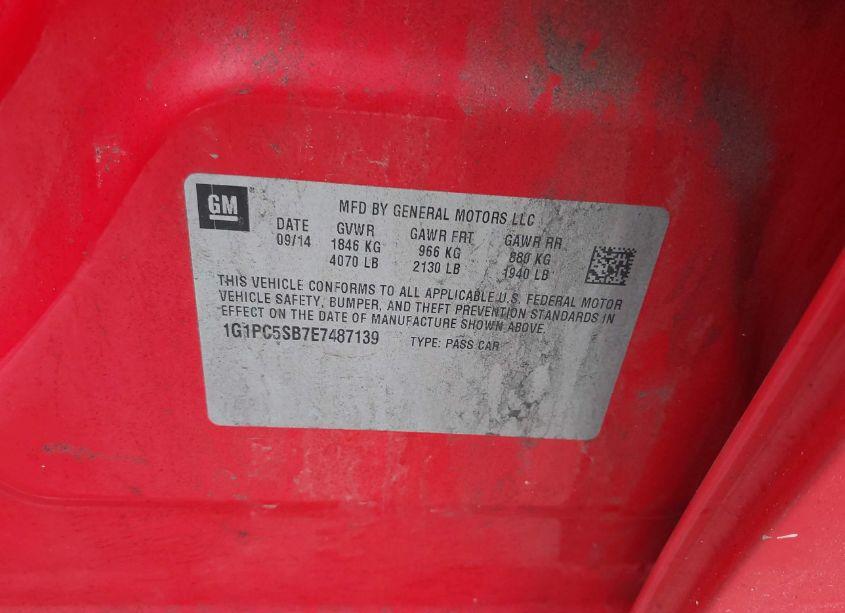 GM
MFD BY GENERAL MOTORS LLC
DATE GVWR GAWR FRT GAWR RR
09/14 1846 KG 966 KG 880 KG
4070 LB 2130 LB 1940 LB
THIS VEHICLE CONFORMS TO ALL APPLICABLE U.S. FEDERAL MOTOR
VEHICLE SAFETY, BUMPER, AND THEFT PREVENTION STANDARDS IN
EFFECT ON THE DATE OF MANUFACTURE SHOWN ABOVE.
1G1PC5SB7E7487139 TYPE: PASS CAR